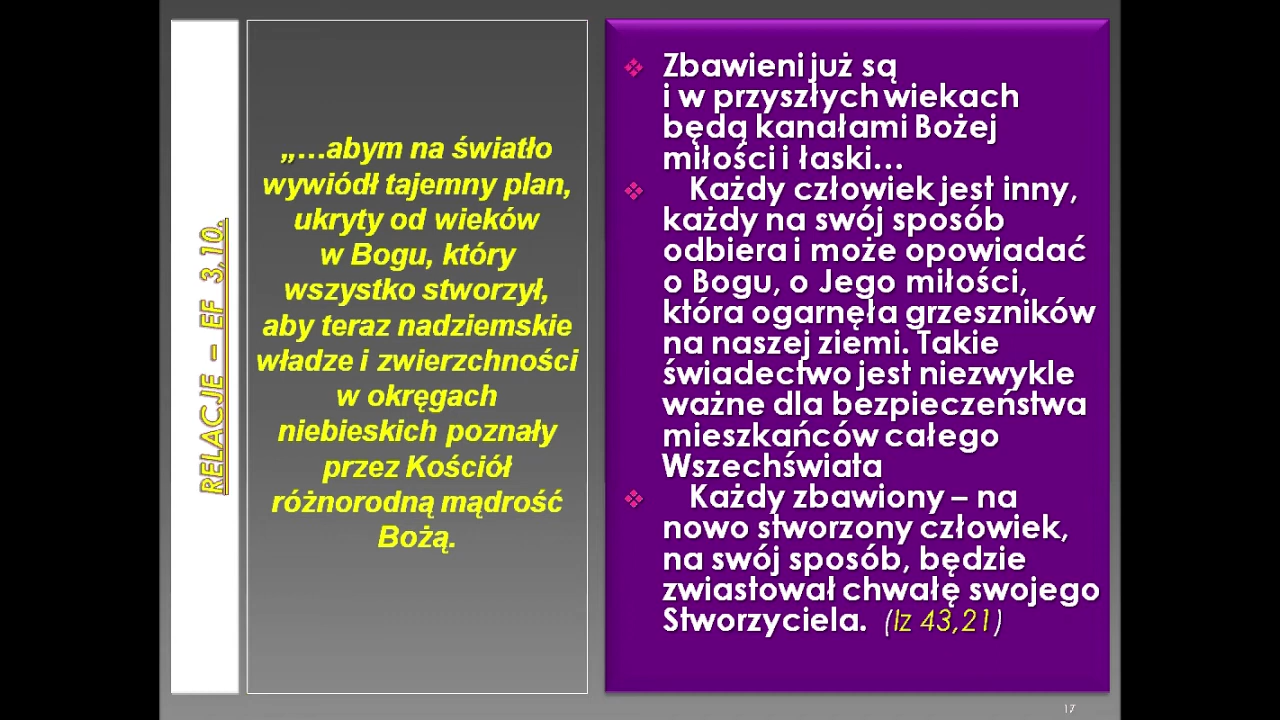 RELACJE – EF 3,10.
„…abym na światło
wywiódł tajemny plan,
ukryty od wieków
w Bogu, który
wszystko stworzył,
aby teraz nadziemskie
władze i zwierzchności
w okręgach
niebieskich poznały
przez Kościół
różnorodną mądrość
Bożą.
Zbawieni już są
i w przyszłych wiekach
będą kanałami Bożej
miłości i łaski…
Każdy człowiek jest inny,
każdy na swój sposób
odbiera i może opowiadać
o Bogu, o Jego miłości,
która ogarnęła grzeszników
na naszej ziemi. Takie
świadectwo jest niezwykle
ważne dla bezpieczeństwa
mieszkańców całego
Wszechświata
Każdy zbawiony – na
nowo stworzony człowiek,
na swój sposób, będzie
zwiastował chwałę swojego
Stworzyciela. (Iz 43,21)
17